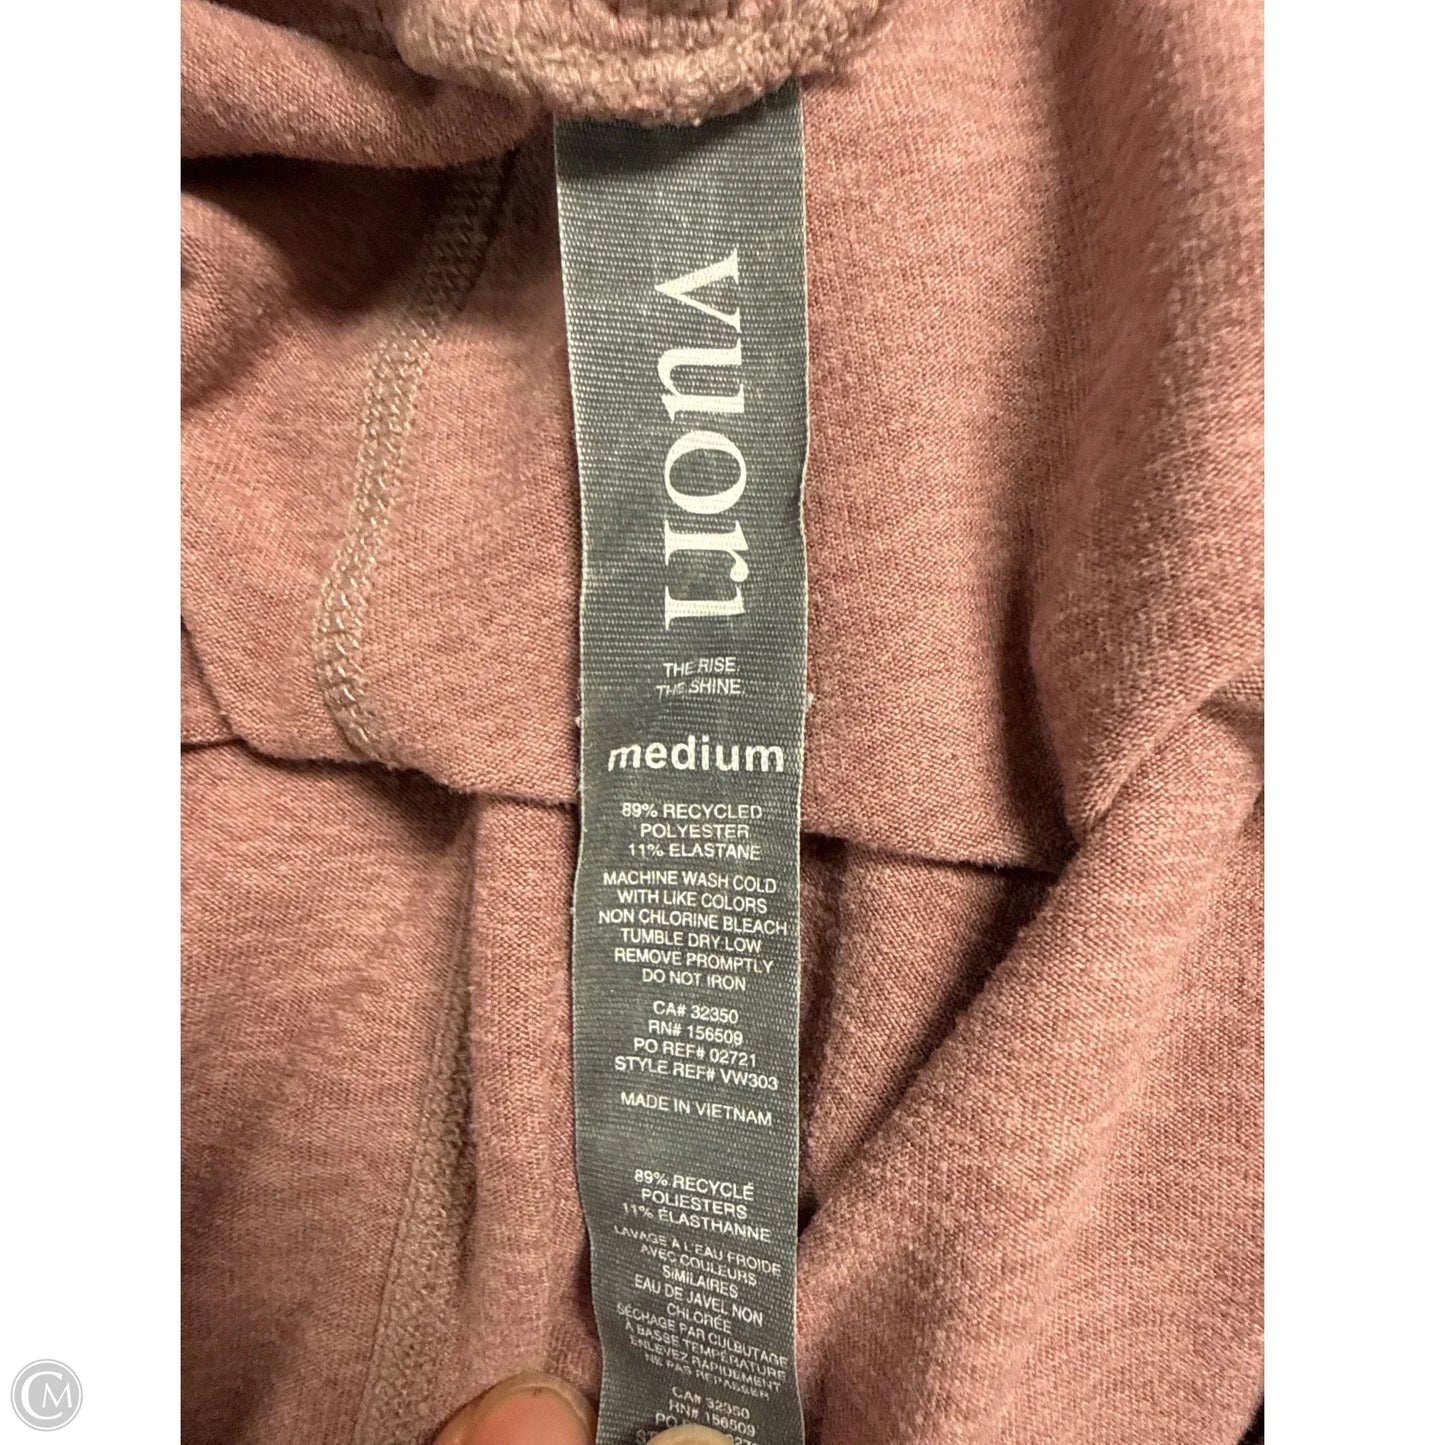 vuori
THE RISE.
THE SHINE.
medium
89% RECYCLED
POLYESTER
11% ELASTANE
MACHINE WASH COLD
WITH LIKE COLORS
NON CHLORINE BLEACH
TUMBLE DRY LOW
REMOVE PROMPTLY
DO NOT IRON
CA# 32350
RN# 156509
PO REF# 02721
STYLE REF# VW303
MADE IN VIETNAM
89% RECYCLÉ
POLIESTERS
11% ÉLASTHANNE
LAVAGE À L'EAU FROIDE
AVEC COULEURS
SIMILAIRES
EAU DE JAVEL NON
CHLORÉE
SÉCHAGE PAR CULBUTAGE
À BASSE TEMPÉRATURE
ENLEVEZ RAPIDEMENT
NE PAS REPASSER
CA# 32350
RN# 156509
PO
CM